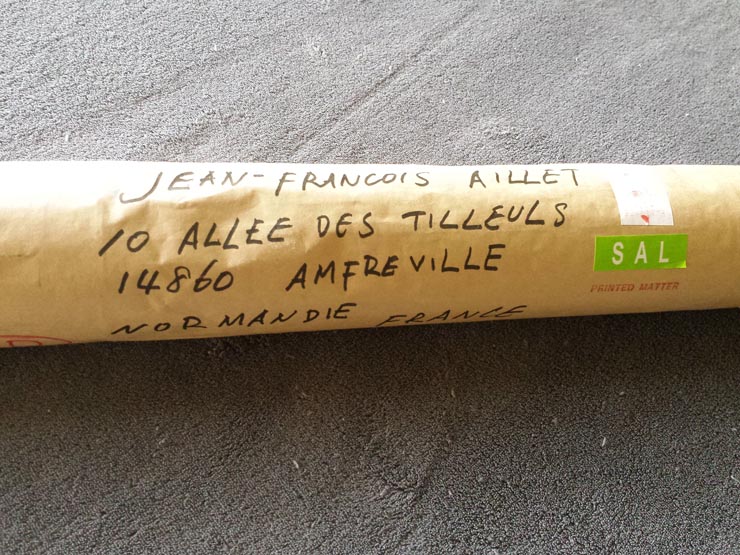 JEAN-FRANCOIS AILLET
10 ALLEE DES TILLEULS
14860 AMFREVILLE
NORMANDIE FRANCE
SAL
PRINTED MATTER